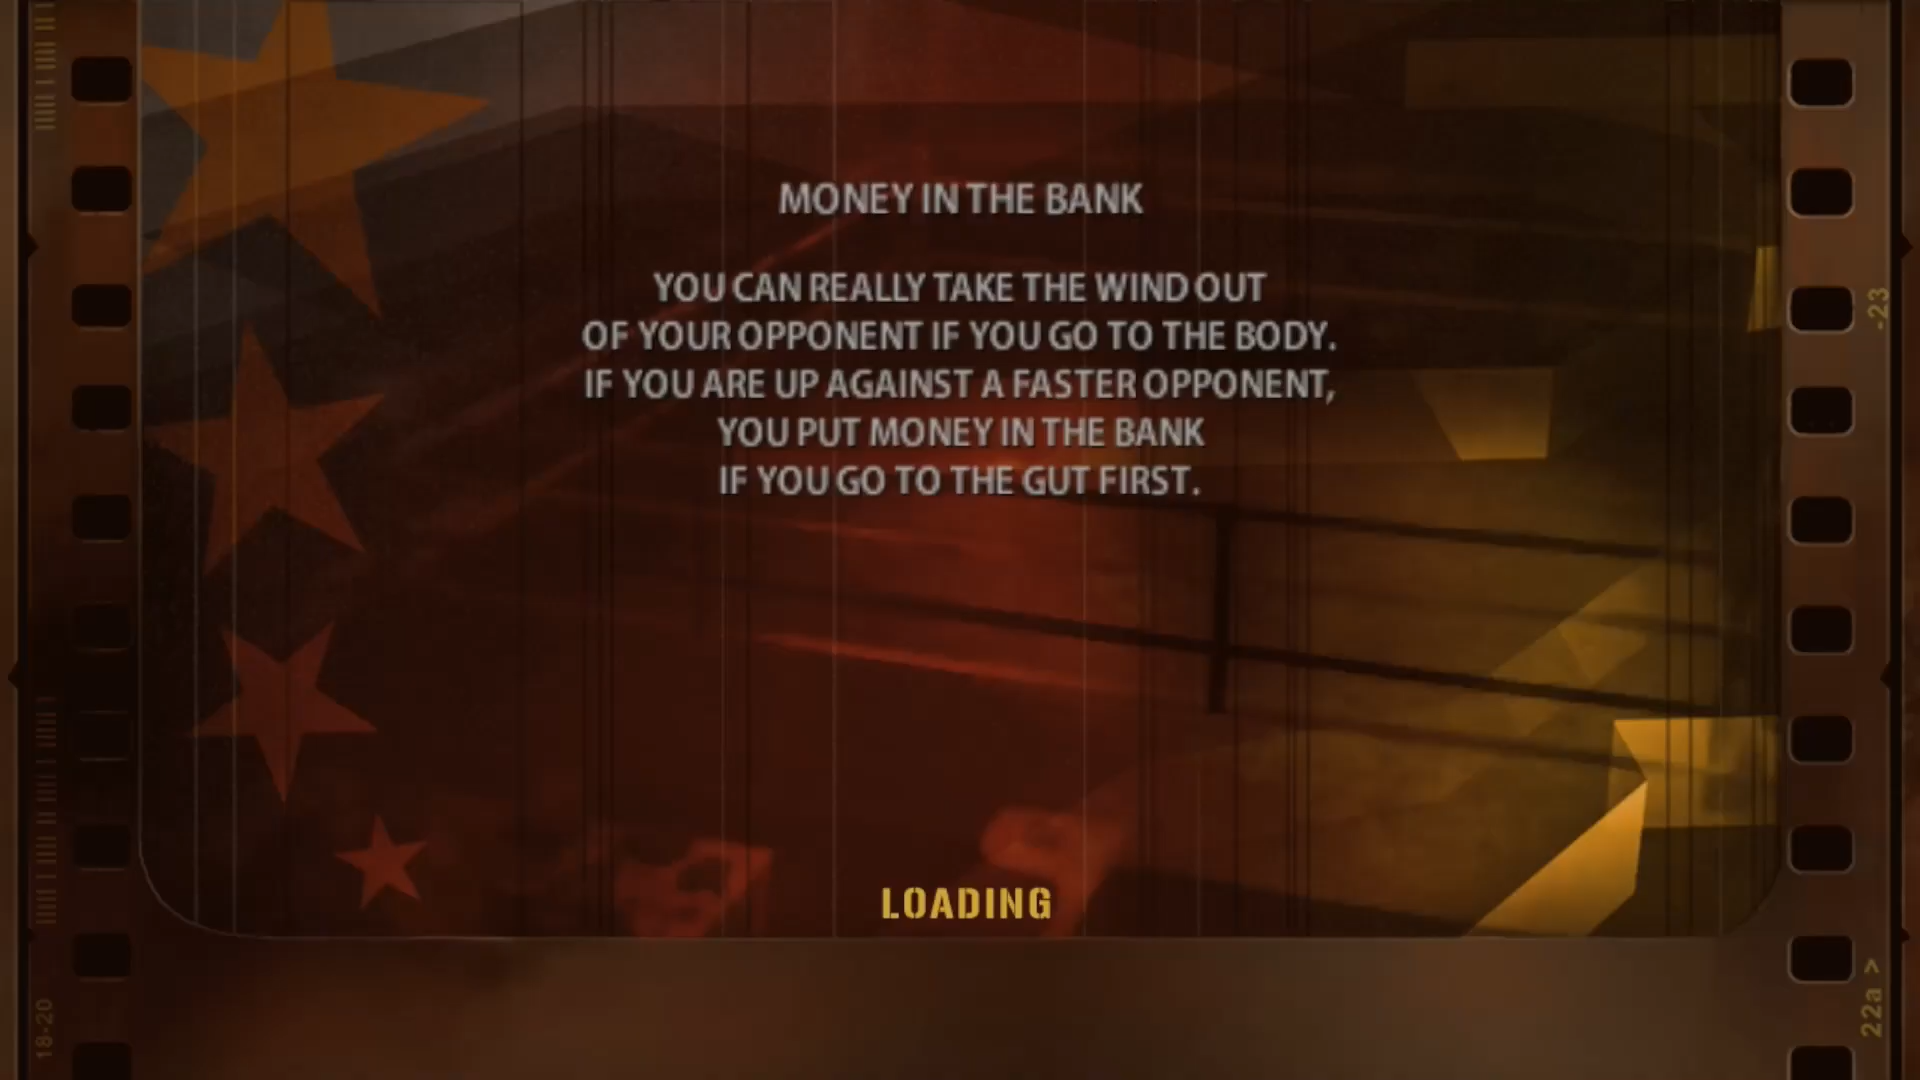 MONEY IN THE BANK
YOU CAN REALLY TAKE THE WIND OUT
OF YOUR OPPONENT IF YOU GO TO THE BODY.
IF YOU ARE UP AGAINST A FASTER OPPONENT,
YOU PUT MONEY IN THE BANK
IF YOU GO TO THE GUT FIRST.
LOADING
-23
22a >
18-20